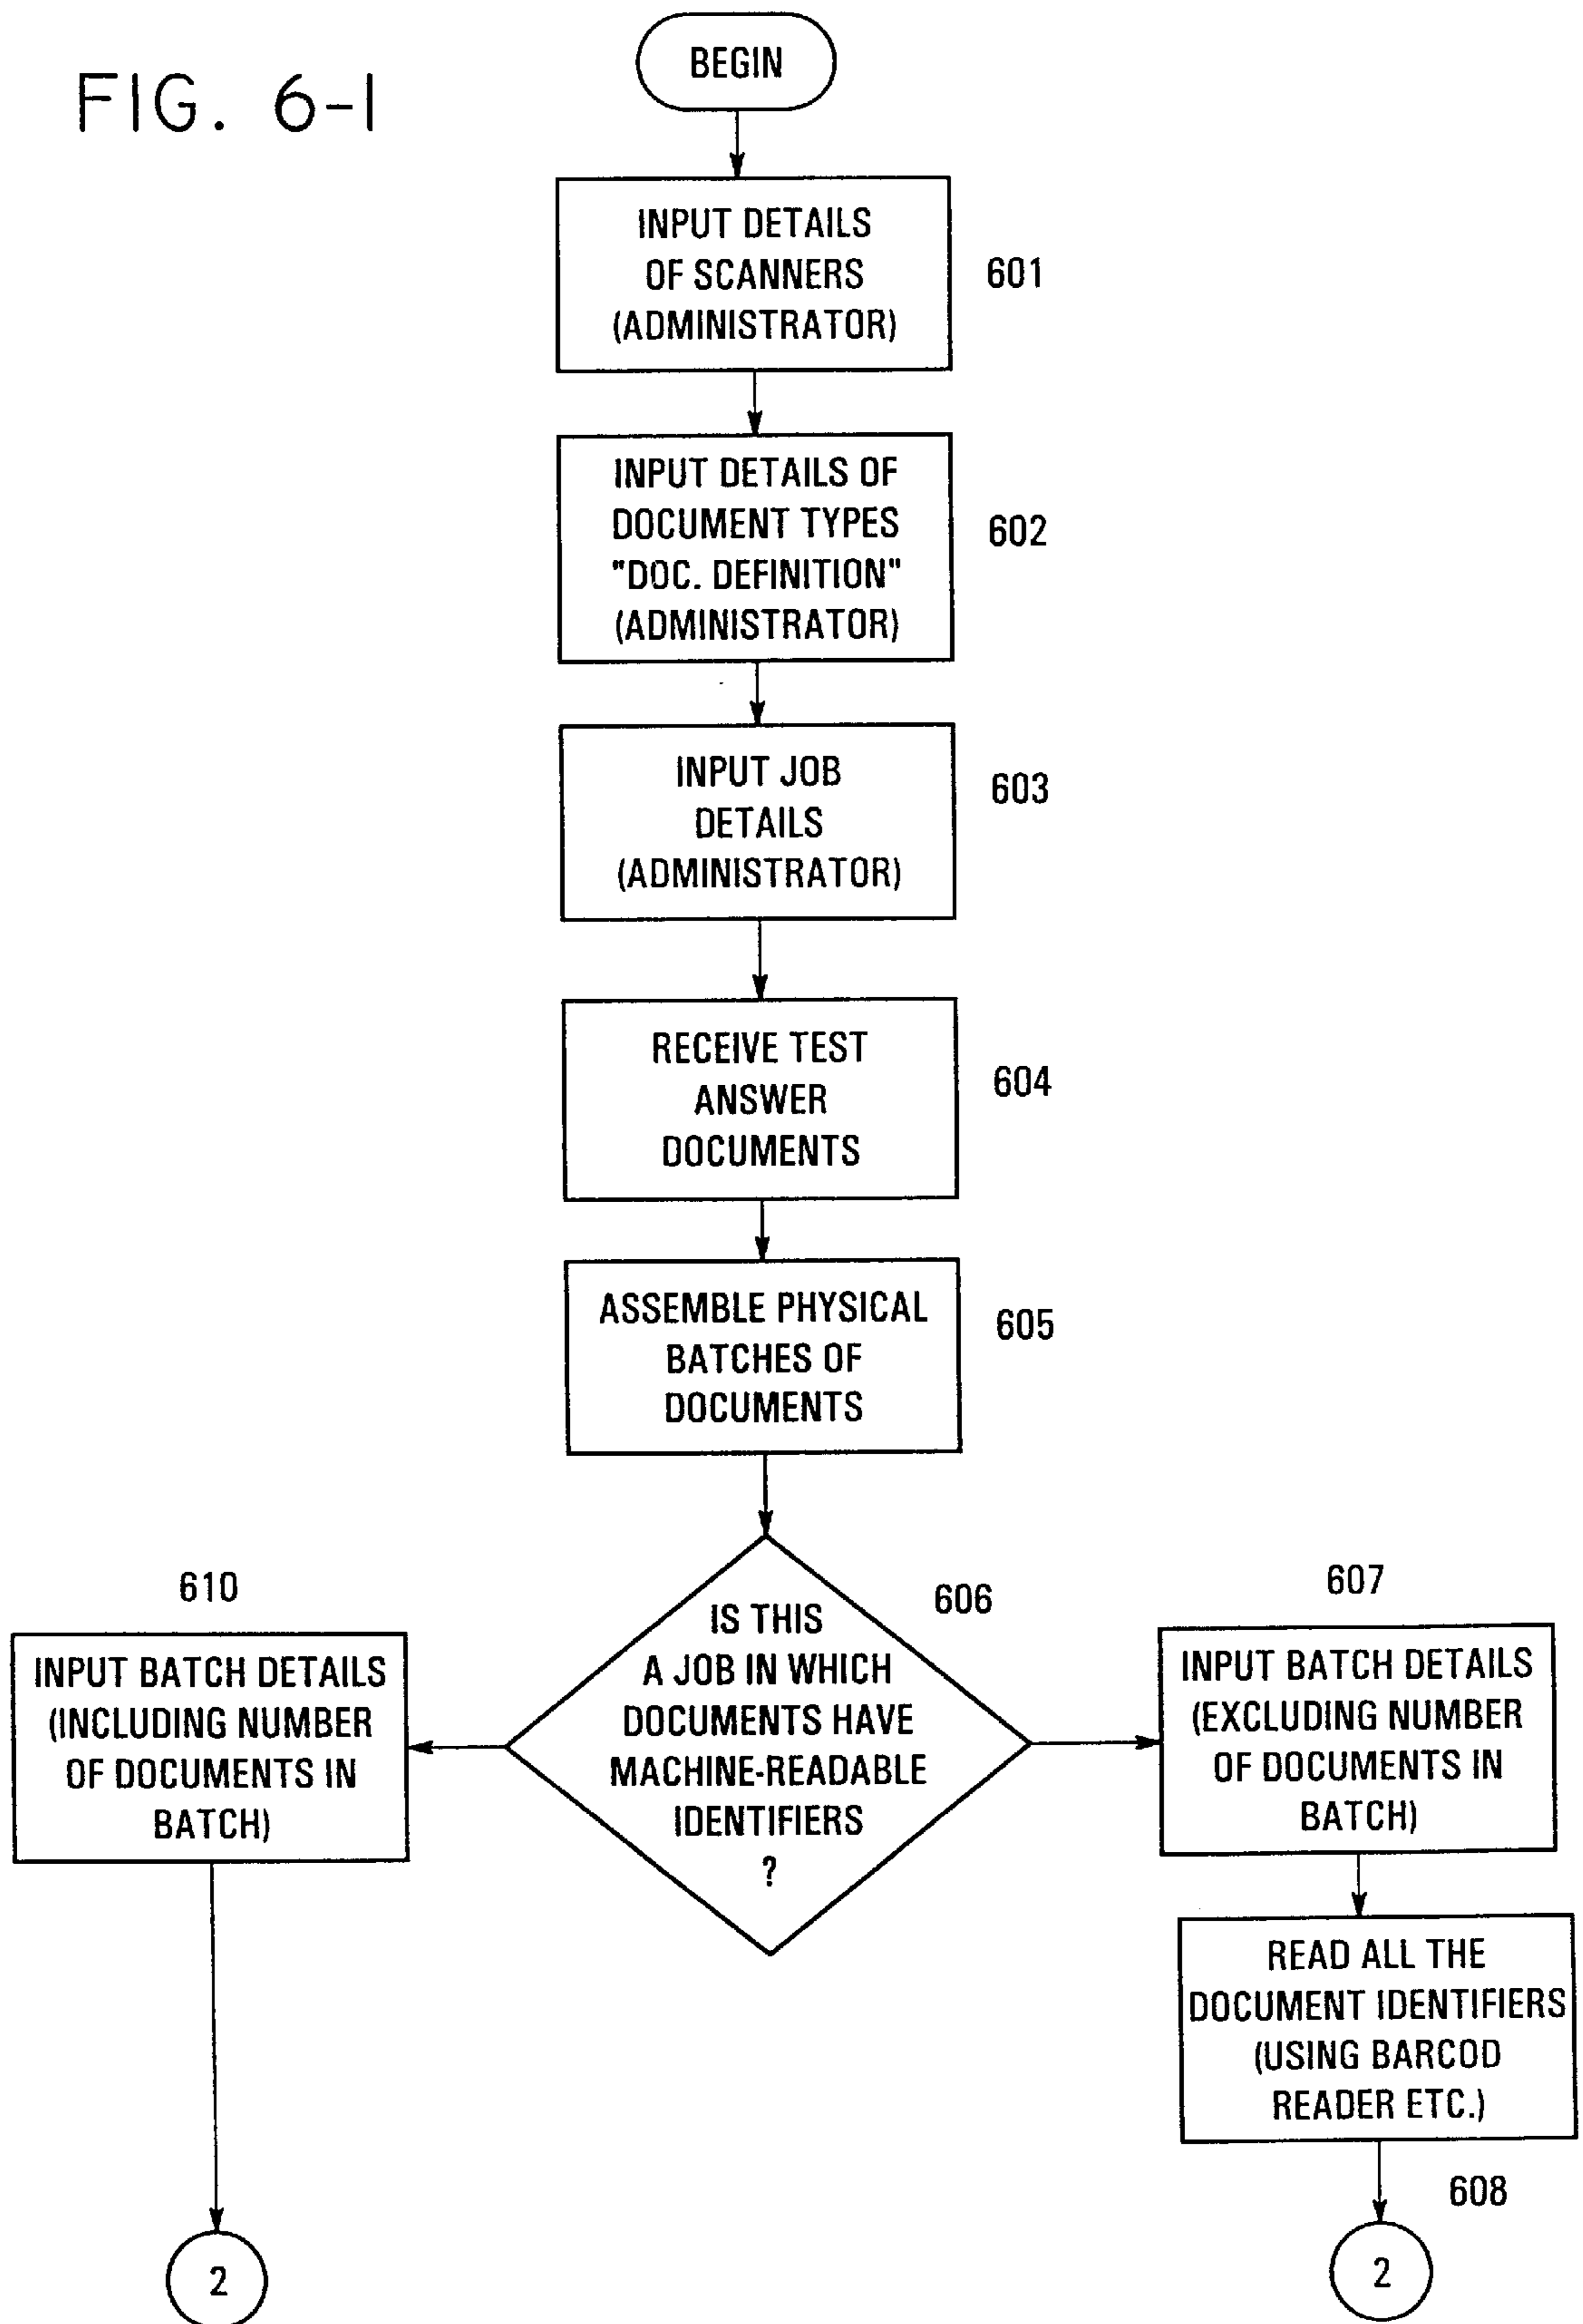 FIG. 6-1
BEGIN
INPUT DETAILS
OF SCANNERS
(ADMINISTRATOR)
601
INPUT DETAILS OF
DOCUMENT TYPES
"DOC. DEFINITION"
(ADMINISTRATOR)
602
INPUT JOB
DETAILS
(ADMINISTRATOR)
603
RECEIVE TEST
ANSWER
DOCUMENTS
604
ASSEMBLE PHYSICAL
BATCHES OF
DOCUMENTS
605
IS THIS
A JOB IN WHICH
DOCUMENTS HAVE
MACHINE-READABLE
IDENTIFIERS
?
606
610
INPUT BATCH DETAILS
(INCLUDING NUMBER
OF DOCUMENTS IN
BATCH)
607
INPUT BATCH DETAILS
(EXCLUDING NUMBER
OF DOCUMENTS IN
BATCH)
READ ALL THE
DOCUMENT IDENTIFIERS
(USING BARCOD
READER ETC.)
608
2
2